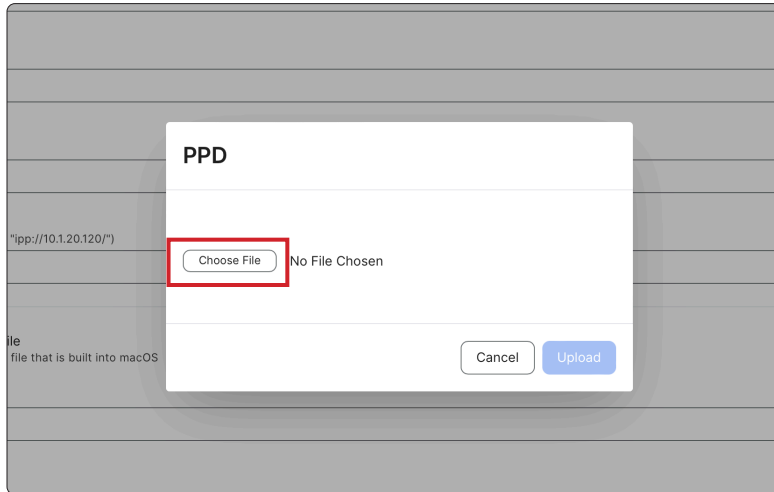 PPD
"ipp://10.1.20.120/")
Choose File No File Chosen
ile
file that is built into macOS
Cancel Upload